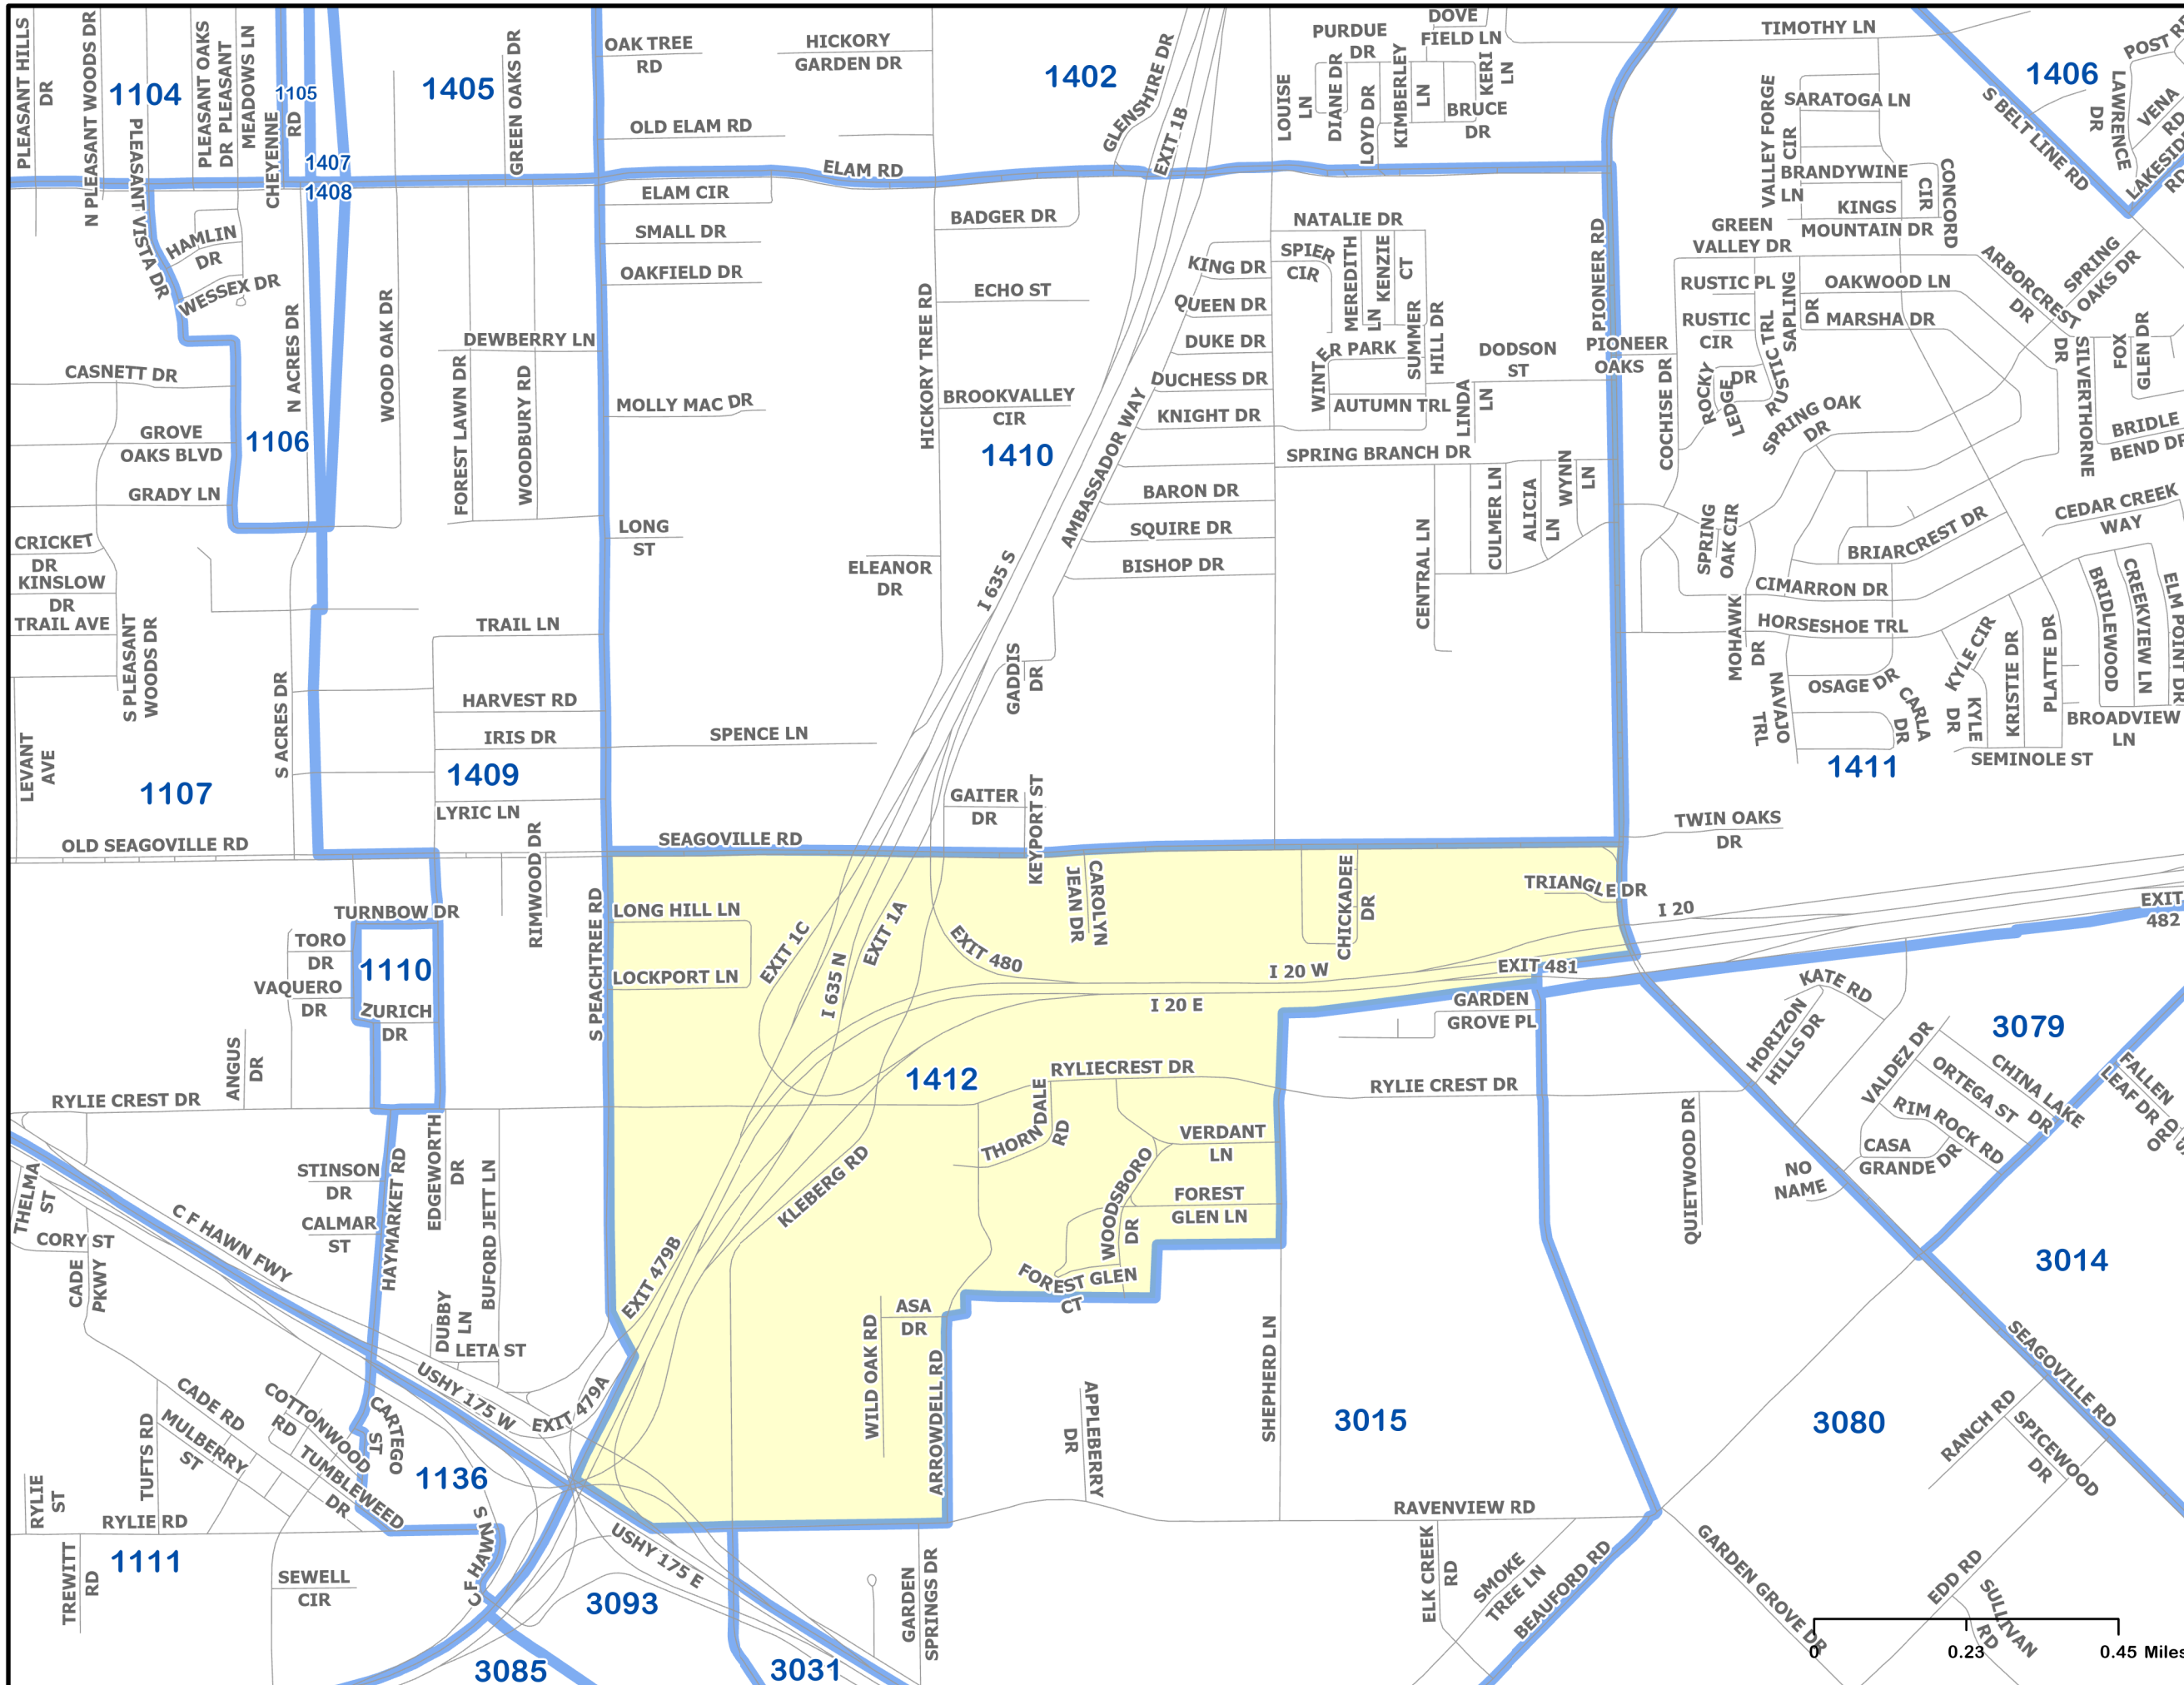 PLEASANT HILLS
DR
N PLEASANT WOODS DR
1104
PLEASANT VISTA DR
PLEASANT OAKS
DR
PLEASANT
MEADOWS LN
CHEYENNE
RD
1105
1407
1408
1405
GREEN OAKS DR
OAK TREE
RD
HICKORY
GARDEN DR
OLD ELAM RD
1402
GLENSHIRE DR
EXIT 1B
ELAM RD
LOUISE
LN
PURDUE
DR
DIANE DR
LOYD DR
KIMBERLEY
LN
DOVE
FIELD LN
KERI
LN
BRUCE
DR
TIMOTHY LN
1406
POST RD
S BELT LINE RD
LAWRENCE
DR
VENA
RD
LAKESIDE
RD
VALLEY FORGE
CIR
SARATOGA LN
BRANDYWINE
LN
KINGS
MOUNTAIN DR
CONCORD
CIR
GREEN
VALLEY DR
HAMLIN
DR
WESSEX DR
N ACRES DR
WOOD OAK DR
ELAM CIR
SMALL DR
OAKFIELD DR
DEWBERRY LN
FOREST LAWN DR
WOODBURY RD
MOLLY MAC DR
HICKORY TREE RD
BADGER DR
ECHO ST
BROOKVALLEY
CIR
1410
NATALIE DR
KING DR
SPIER
CIR
QUEEN DR
DUKE DR
DUCHESS DR
KNIGHT DR
MEREDITH
LN
KENZIE
CT
SUMMER
HILL DR
WINTER PARK
AUTUMN TRL
DODSON
ST
LINDA
LN
PIONEER RD
PIONEER
OAKS
RUSTIC PL
RUSTIC
CIR
RUSTIC TRL
SAPLING
DR
OAKWOOD LN
MARSHA DR
ARBORCREST
DR
SPRING
OAKS DR
SILVERTHORNE
DR
FOX
GLEN DR
BRIDLE
BEND DR
COCHISE DR
ROCKY
LEDGE
DR
SPRING OAK
DR
CASNETT DR
GROVE
OAKS BLVD
1106
GRADY LN
CRICKET
DR
KINSLOW
DR
TRAIL AVE
S PLEASANT
WOODS DR
LONG
ST
ELEANOR
DR
AMBASSADOR WAY
I 635 S
SPRING BRANCH DR
BARON DR
SQUIRE DR
BISHOP DR
CENTRAL LN
CULMER LN
ALICIA
LN
WYNN
LN
SPRING
OAK CIR
BRIARCREST DR
CEDAR CREEK
WAY
CIMARRON DR
HORSESHOE TRL
MOHAWK
DR
NAVAJO
TRL
OSAGE DR
CARLA
DR
KYLE CIR
KYLE
DR
KRISTIE DR
PLATTE DR
BRIDLEWOOD
CREEKVIEW LN
ELM POINT DR
BROADVIEW
LN
SEMINOLE ST
1411
LEVANT
AVE
1107
S ACRES DR
TRAIL LN
HARVEST RD
IRIS DR
1409
LYRIC LN
SPENCE LN
GADDIS
DR
GAITER
DR
KEYPORT ST
TWIN OAKS
DR
OLD SEAGOVILLE RD
RIMWOOD DR
SEAGOVILLE RD
TURNBOW DR
TORO
DR
1110
VAQUERO
DR
ZURICH
DR
ANGUS
DR
S PEACHTREE RD
LONG HILL LN
LOCKPORT LN
EXIT 1C
I 635 N
EXIT 1A
EXIT 480
JEAN DR
CAROLYN
CHICKADEE
DR
TRIANGLE DR
I 20
EXIT
482
I 20 W
EXIT 481
I 20 E
GARDEN
GROVE PL
KATE RD
HORIZON
HILLS DR
3079
VALDEZ DR
CHINA LAKE
DR
ORTEGA ST
RIM ROCK RD
CASA
GRANDE DR
FALLEN
LEAF DR
NO
NAME
1412
RYLIECREST DR
RYLIE CREST DR
RYLIE CREST DR
THORNDALE
RD
VERDANT
LN
WOODSBORO
DR
FOREST
GLEN LN
FOREST GLEN
CT
KLEBERG RD
QUIETWOOD DR
3014
THELMA
ST
CORY ST
CADE
PKWY
C F HAWN FWY
STINSON
DR
CALMAR
ST
HAYMARKET RD
EDGEWORTH
DR
BUFORD JETT LN
DUBBY
LN
LETA ST
EXIT 479B
EXIT 479A
USHY 175 W
ASA
DR
WILD OAK RD
ARROWDELL RD
APPLEBERRY
DR
SHEPHERD LN
3015
3080
SEAGOVILLE RD
RANCH RD
SPICEWOOD
DR
CADE RD
MULBERRY
ST
TUFTS RD
COTTONWOOD
RD
CARTEGO
ST
TUMBLEWEED
DR
1136
RYLIE
ST
RYLIE RD
TREWITT
RD
1111
SEWELL
CIR
C F HAWN S
USHY 175 E
3093
3085
3031
GARDEN
SPRINGS DR
RAVENVIEW RD
ELK CREEK
RD
SMOKE
TREE LN
BEAUFORD RD
GARDEN GROVE DR
EDD RD
SULLIVAN
RD
0
0.23
0.45 Miles